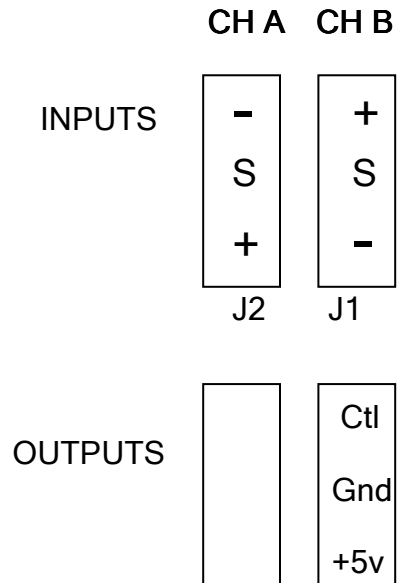 CH A CH B
INPUTS - +
S S
+ -
J2 J1
Ctl
OUTPUTS
Gnd
+5v